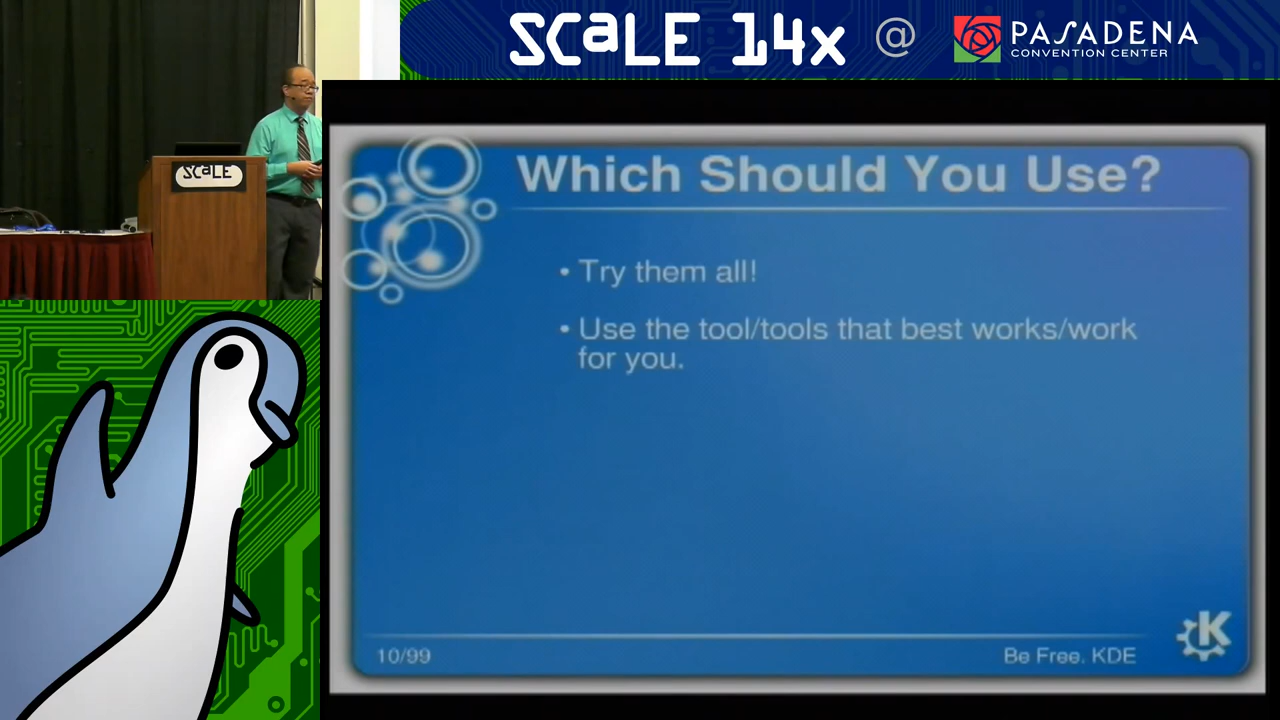 SCaLE 14x @ PASADENA
CONVENTION CENTER
SCaLE
Which Should You Use?
• Try them all!
• Use the tool/tools that best works/work
for you.
10/99
Be Free. KDE
K